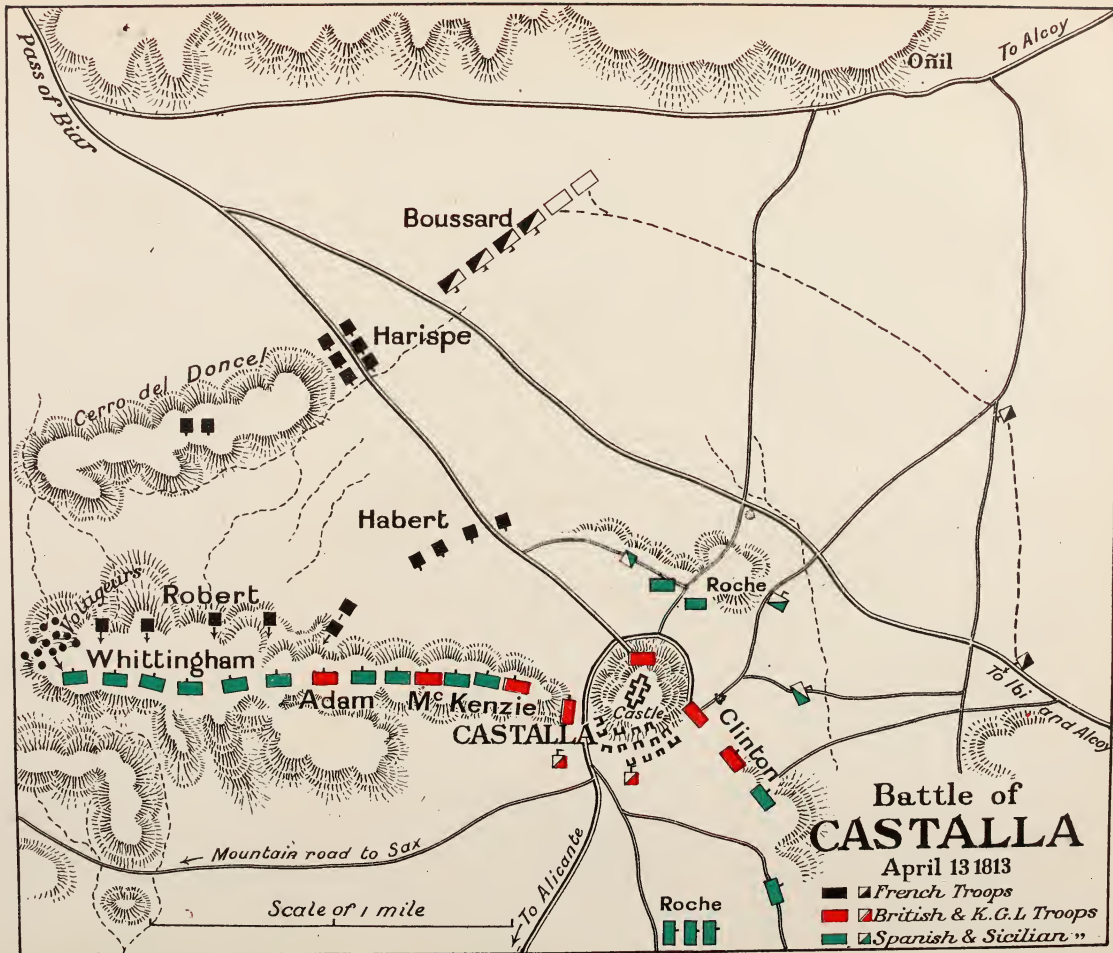 Pass of Biar
Oñil
To Alcoy
Boussard
Harispe
Cerro del Doncel
Habert
Roche
Voltigeurs
Robert
Whittingham
Adam
Mc Kenzie
CASTALLA
Castle
Clinton
To Ibi and Alcoy
Mountain road to Sax
To Alicante
Scale of 1 mile
Roche
Battle of
CASTALLA
April 13 1813
French Troops
British & K.G.L Troops
Spanish & Sicilian "